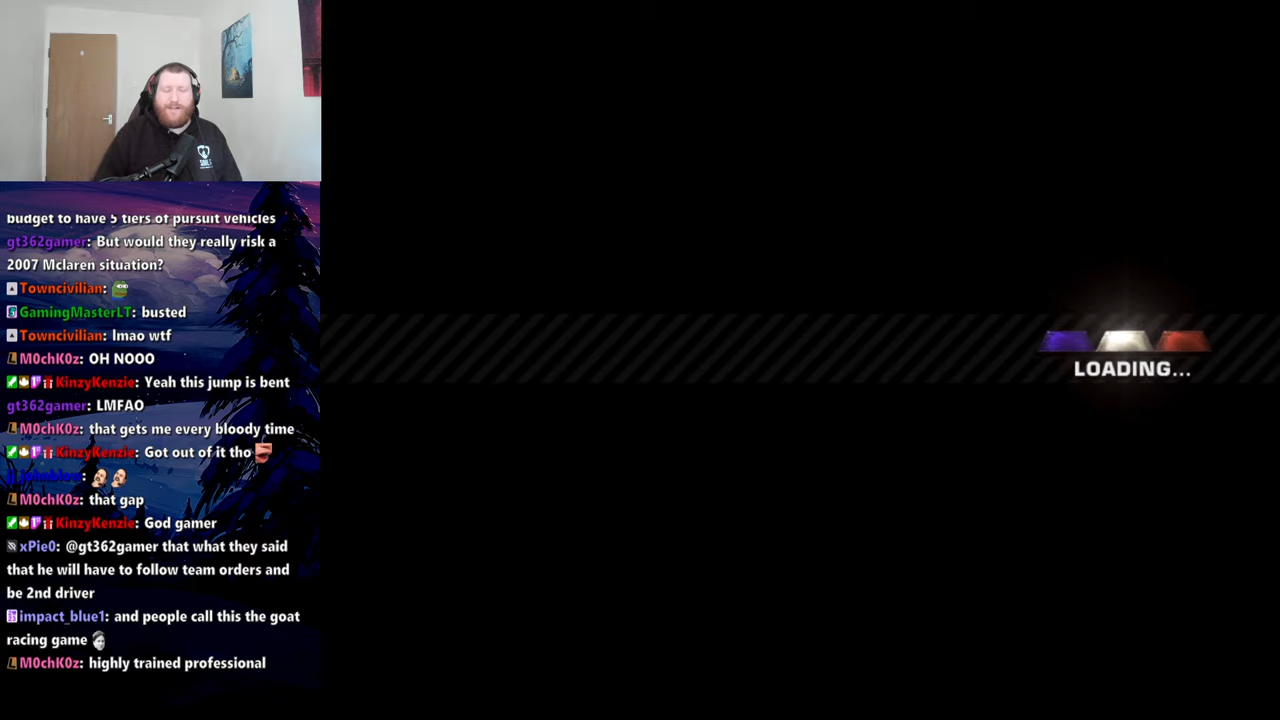 budget to have 5 tiers of pursuit vehicles
gt362gamer: But would they really risk a
2007 Mclaren situation?
Towncivilian:
GamingMasterLT: busted
Towncivilian: lmao wtf
M0chK0z: OH NOOO
KinzyKenzie: Yeah this jump is bent
gt362gamer: LMFAO
M0chK0z: that gets me every bloody time
KinzyKenzie: Got out of it tho
jj_johnblow:
M0chK0z: that gap
KinzyKenzie: God gamer
xPie0: @gt362gamer that what they said
that he will have to follow team orders and
be 2nd driver
impact_blue1: and people call this the goat
racing game
M0chK0z: highly trained professional
LOADING...